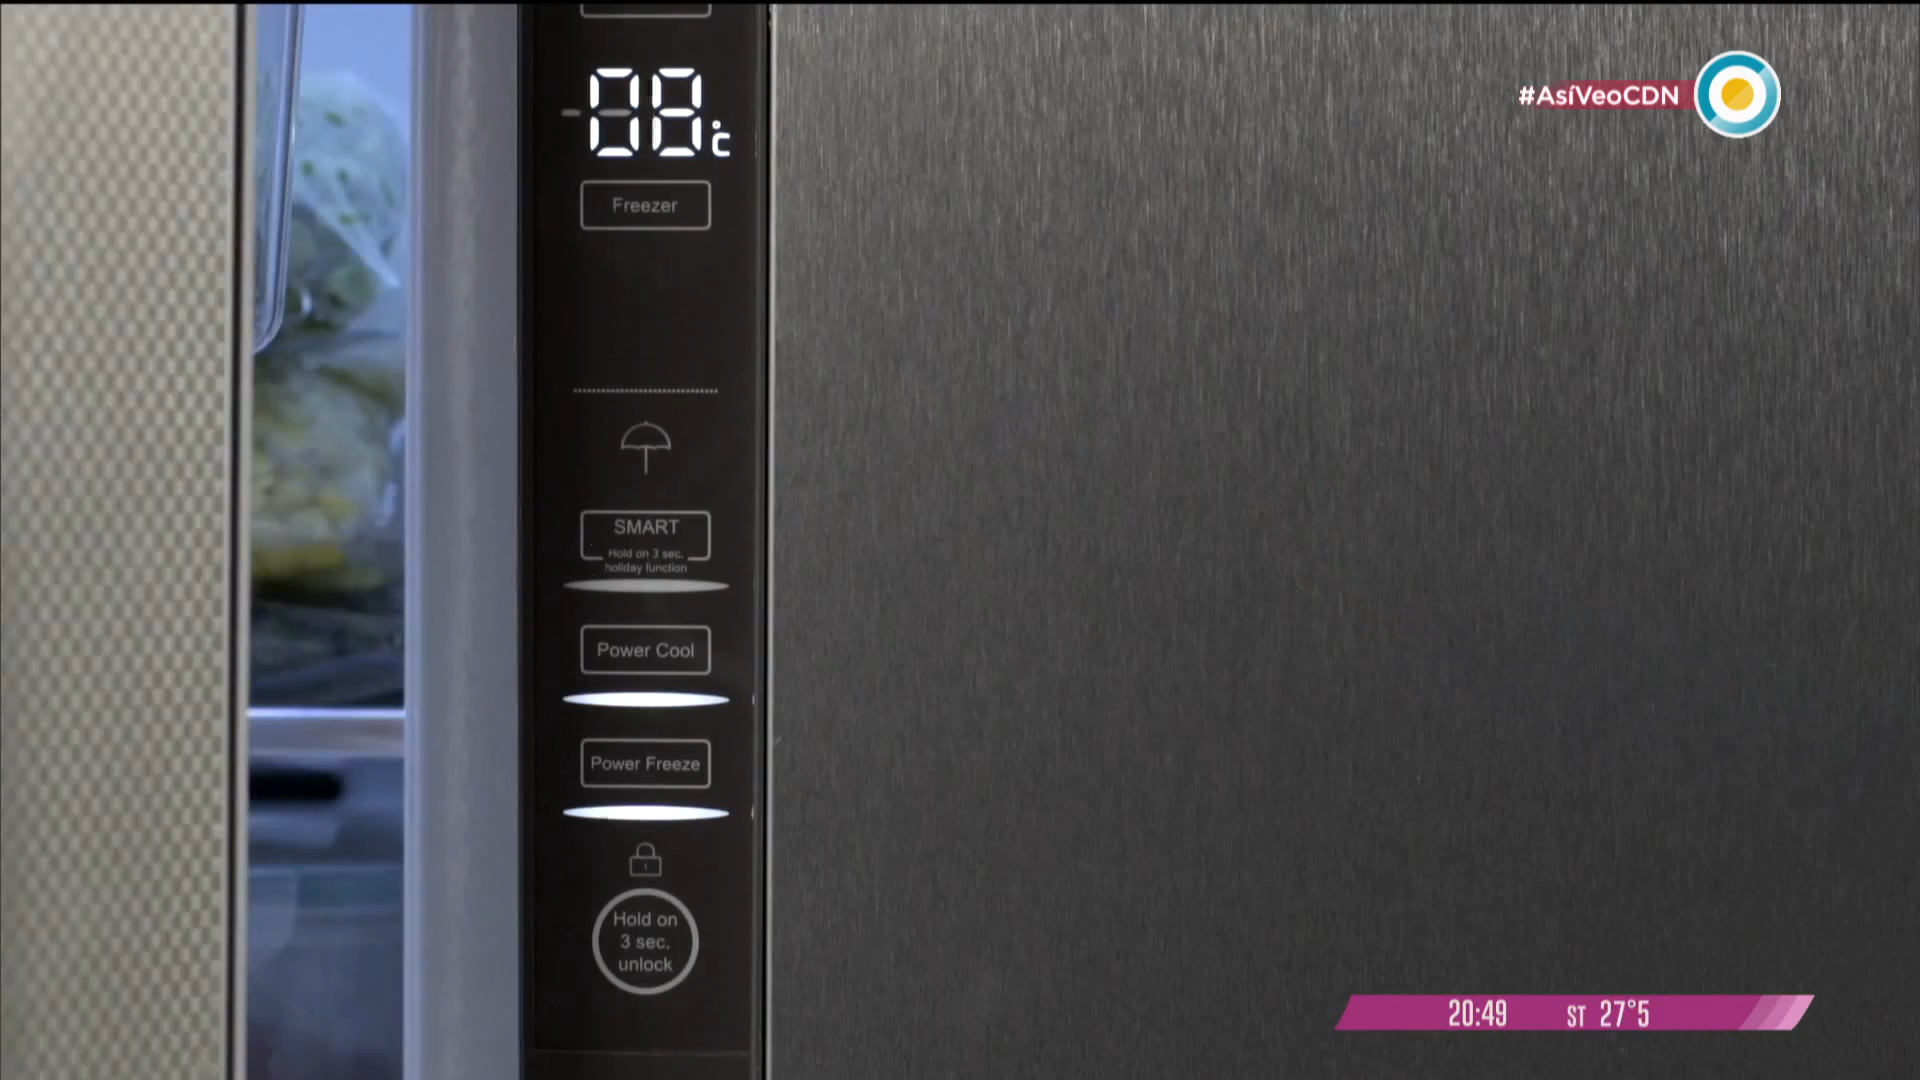 08°C
#AsíVeoCDN
Freezer
SMART
Hold on 3 sec.
holiday function
Power Cool
Power Freeze
Hold on
3 sec.
unlock
20:49 ST 27°5